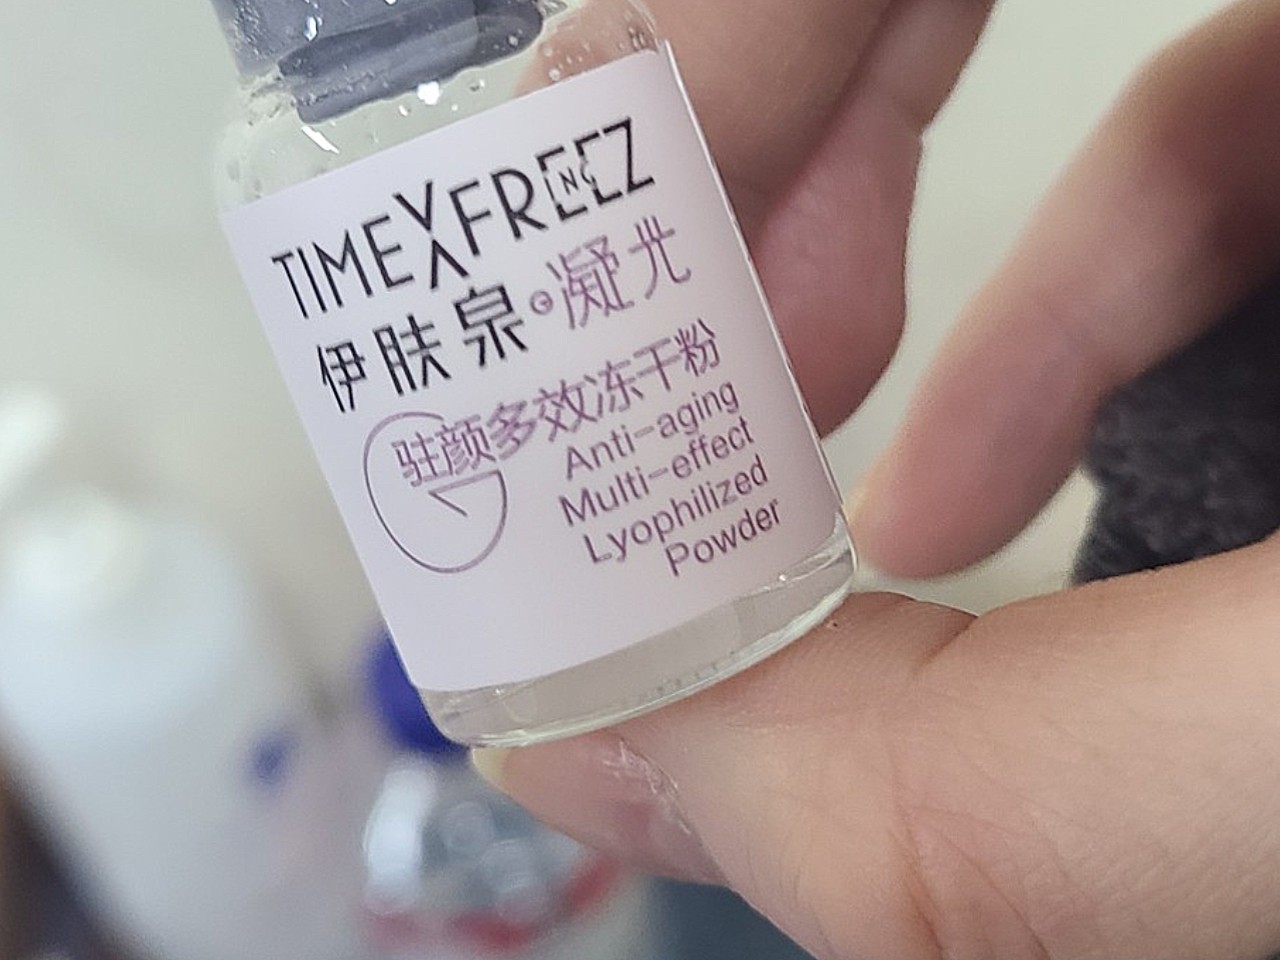 TIMEXFREEZ
ING
伊肤泉·凝光
驻颜多效冻干粉
Anti-aging
Multi-effect
Lyophilized
Powder